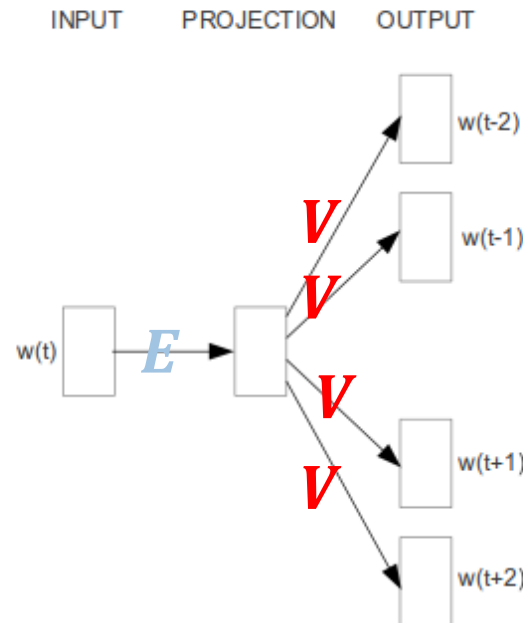 INPUT PROJECTION OUTPUT
w(t-2)
V
w(t-1)
V
w(t) E
V
w(t+1)
V
w(t+2)